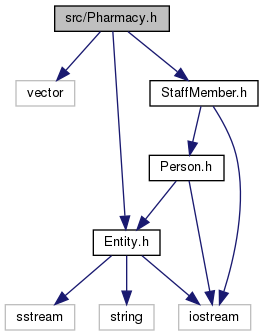 src/Pharmacy.h
vector
StaffMember.h
Person.h
Entity.h
sstream
string
iostream